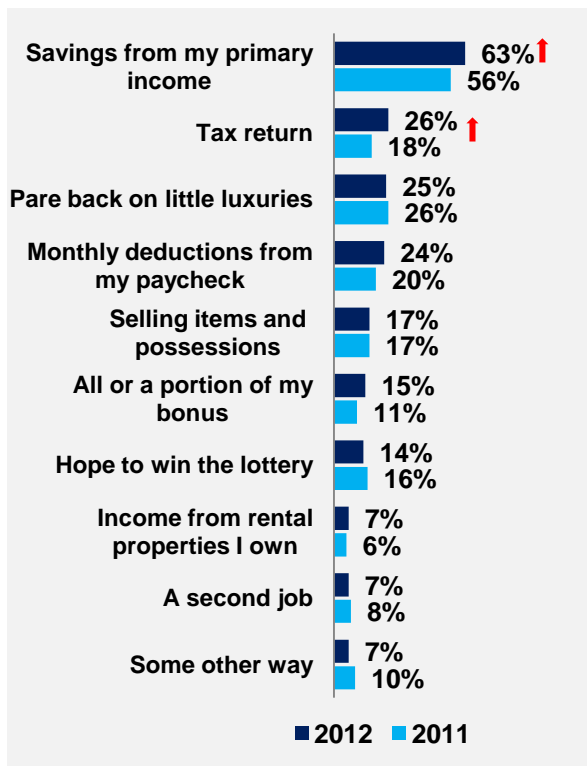 Savings from my primary
income
63%
56%
Tax return
26%
18%
Pare back on little luxuries
25%
26%
Monthly deductions from
my paycheck
24%
20%
Selling items and
possessions
17%
17%
All or a portion of my
bonus
15%
11%
Hope to win the lottery
14%
16%
Income from rental
properties I own
7%
6%
A second job
7%
8%
Some other way
7%
10%
2012 2011